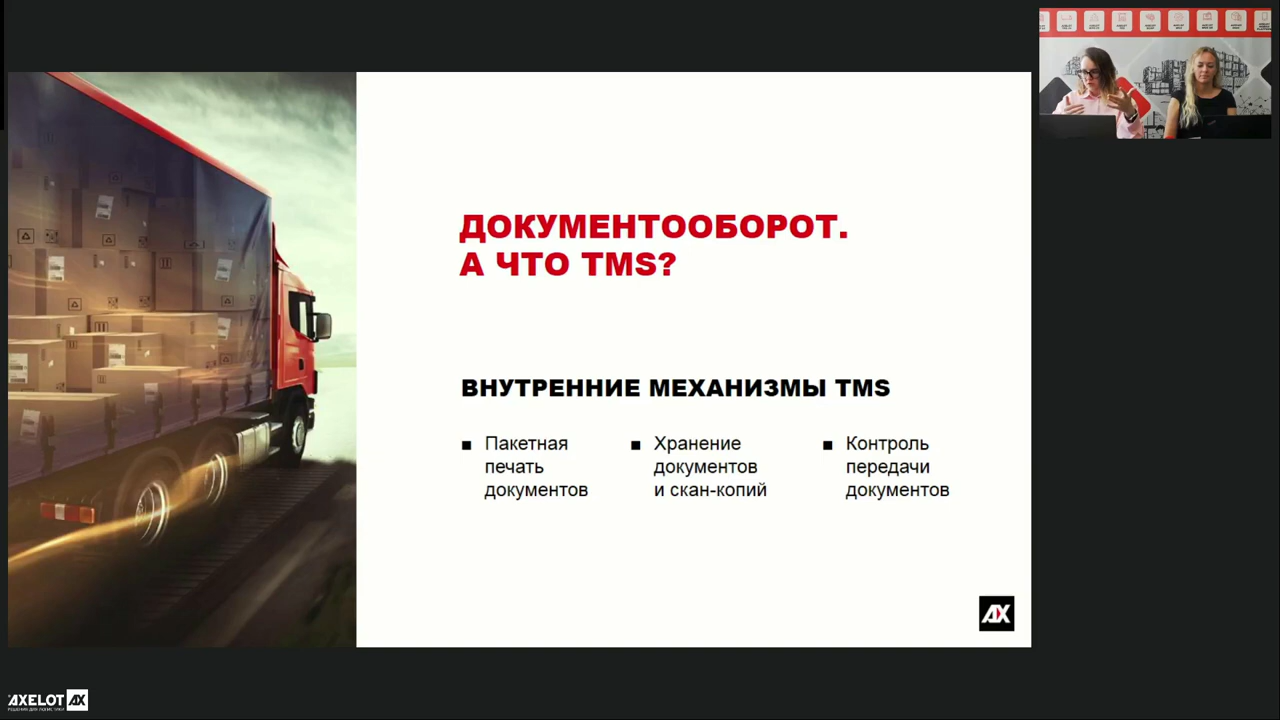 ДОКУМЕНТООБОРОТ.
А ЧТО TMS?
ВНУТРЕННИЕ МЕХАНИЗМЫ TMS
Пакетная
печать
документов
Хранение
документов
и скан-копий
Контроль
передачи
документов
AX
AXELOT AX